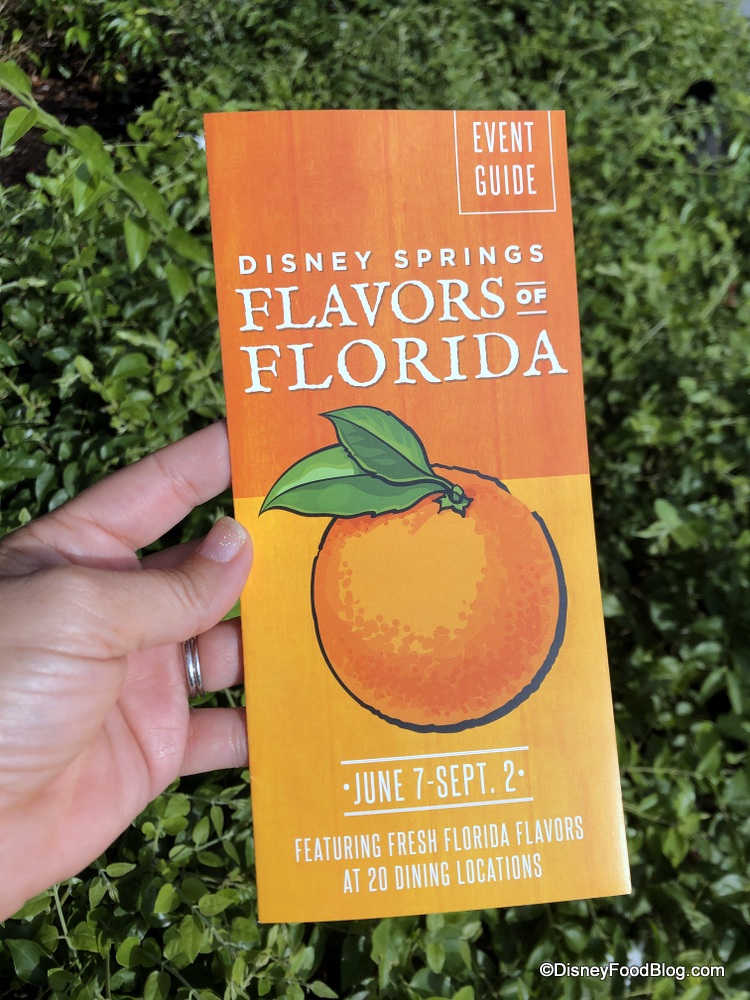 EVENT
GUIDE
DISNEY SPRINGS
FLAVORS OF
FLORIDA
•JUNE 7-SEPT. 2•
FEATURING FRESH FLORIDA FLAVORS
AT 20 DINING LOCATIONS
©DisneyFoodBlog.com